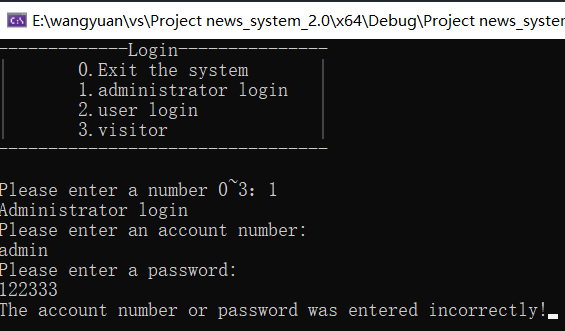 E:\wangyuan\vs\Project news_system_2.0\x64\Debug\Project news_system
-------------Login---------------
| 0.Exit the system |
| 1.administrator login |
| 2.user login |
| 3.visitor |
---------------------------------
Please enter a number 0~3: 1
Administrator login
Please enter an account number:
admin
Please enter a password:
122333
The account number or password was entered incorrectly!